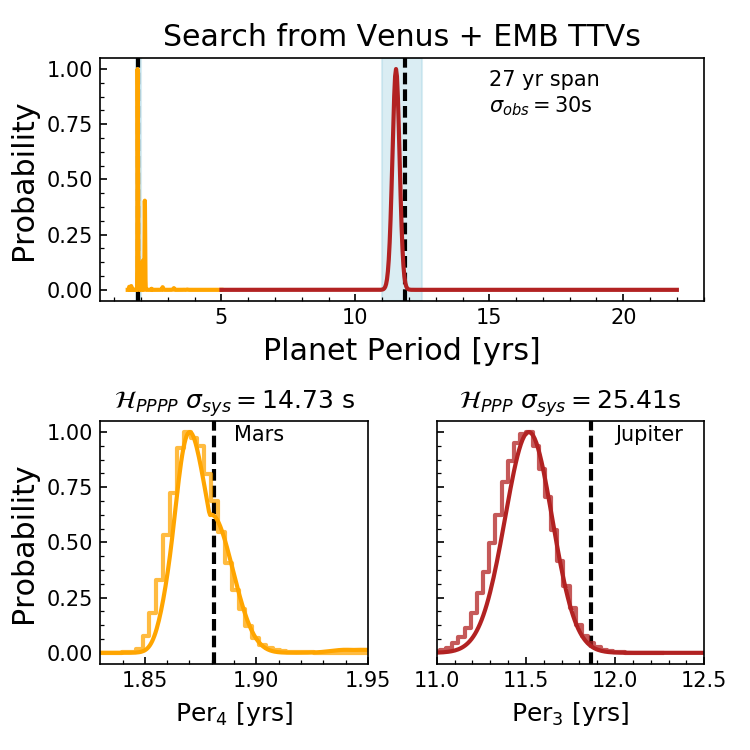 Search from Venus + EMB TTVs
Probability
1.00
0.75
0.50
0.25
0.00
27 yr span
σ_obs = 30s
5 10 15 20
Planet Period [yrs]
ℋ_PPPP σ_sys = 14.73 s
Probability
1.00
0.75
0.50
0.25
0.00
Mars
1.85 1.90 1.95
Per_4 [yrs]
ℋ_PPP σ_sys = 25.41s
Jupiter
11.0 11.5 12.0 12.5
Per_3 [yrs]